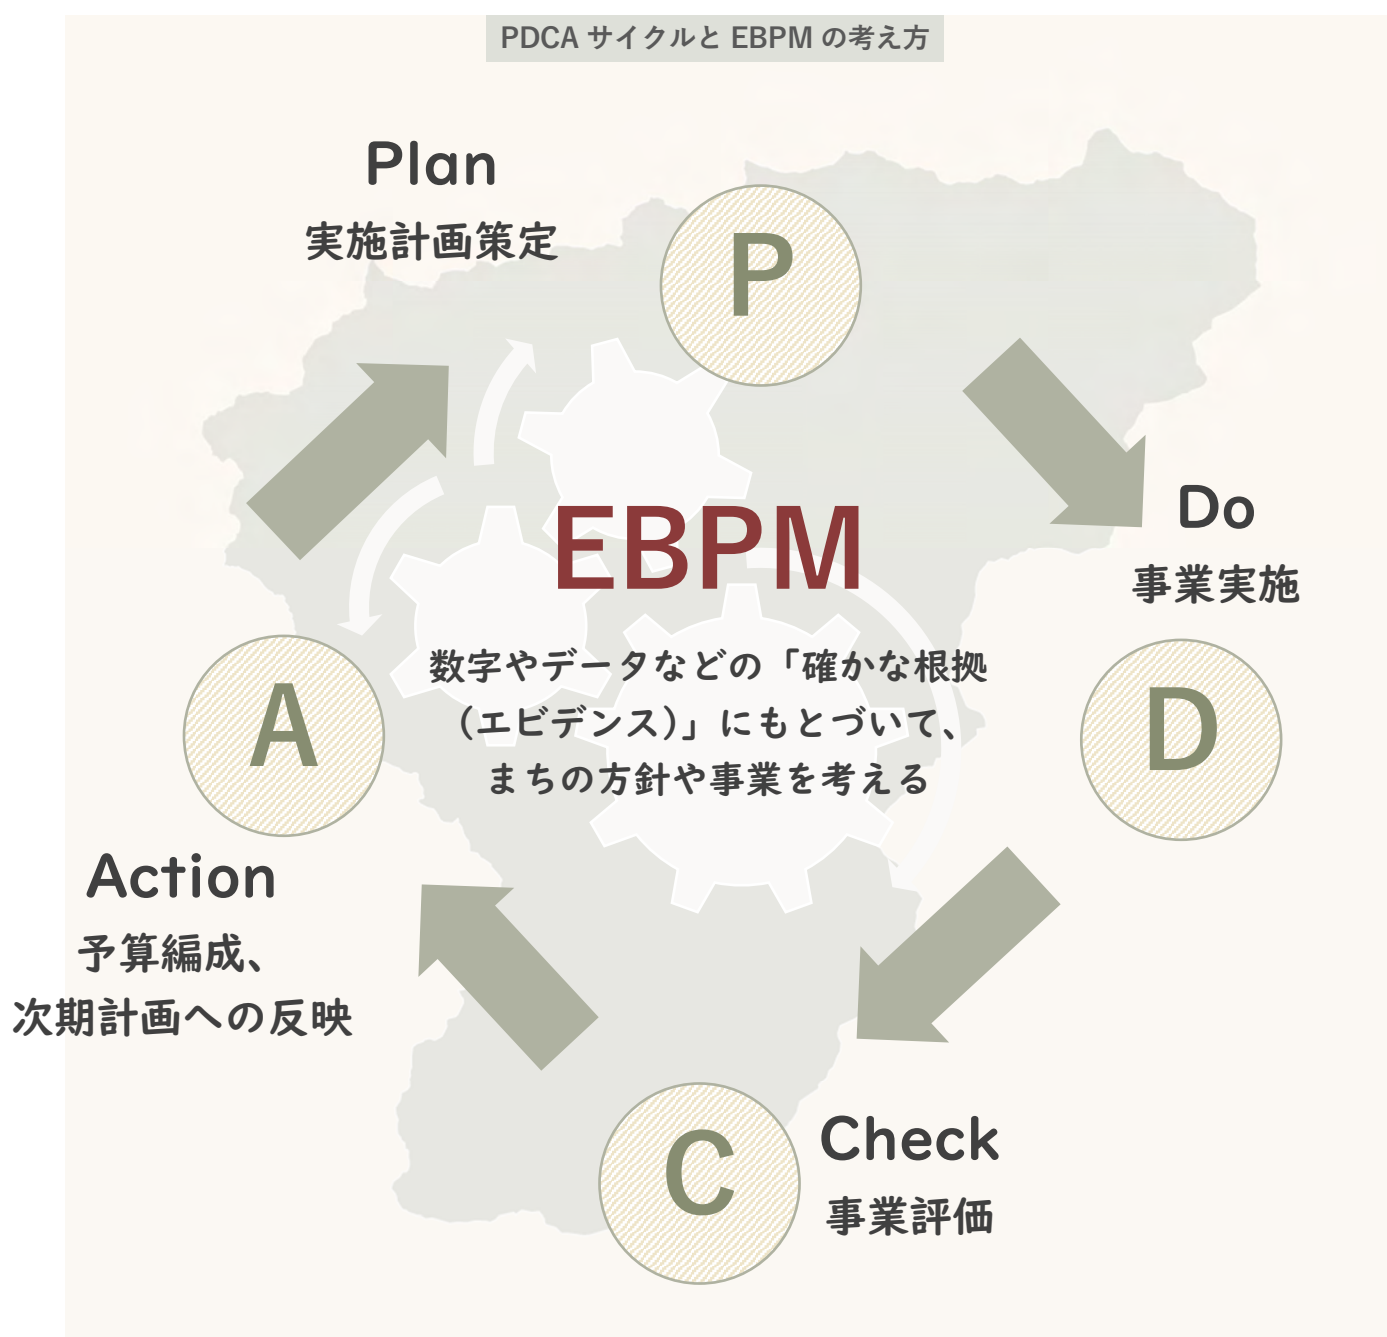 PDCA サイクルと EBPM の考え方
Plan
実施計画策定
P
Do
事業実施
D
EBPM
数字やデータなどの「確かな根拠
（エビデンス）」にもとづいて、
まちの方針や事業を考える
A
Action
予算編成、
次期計画への反映
C
Check
事業評価